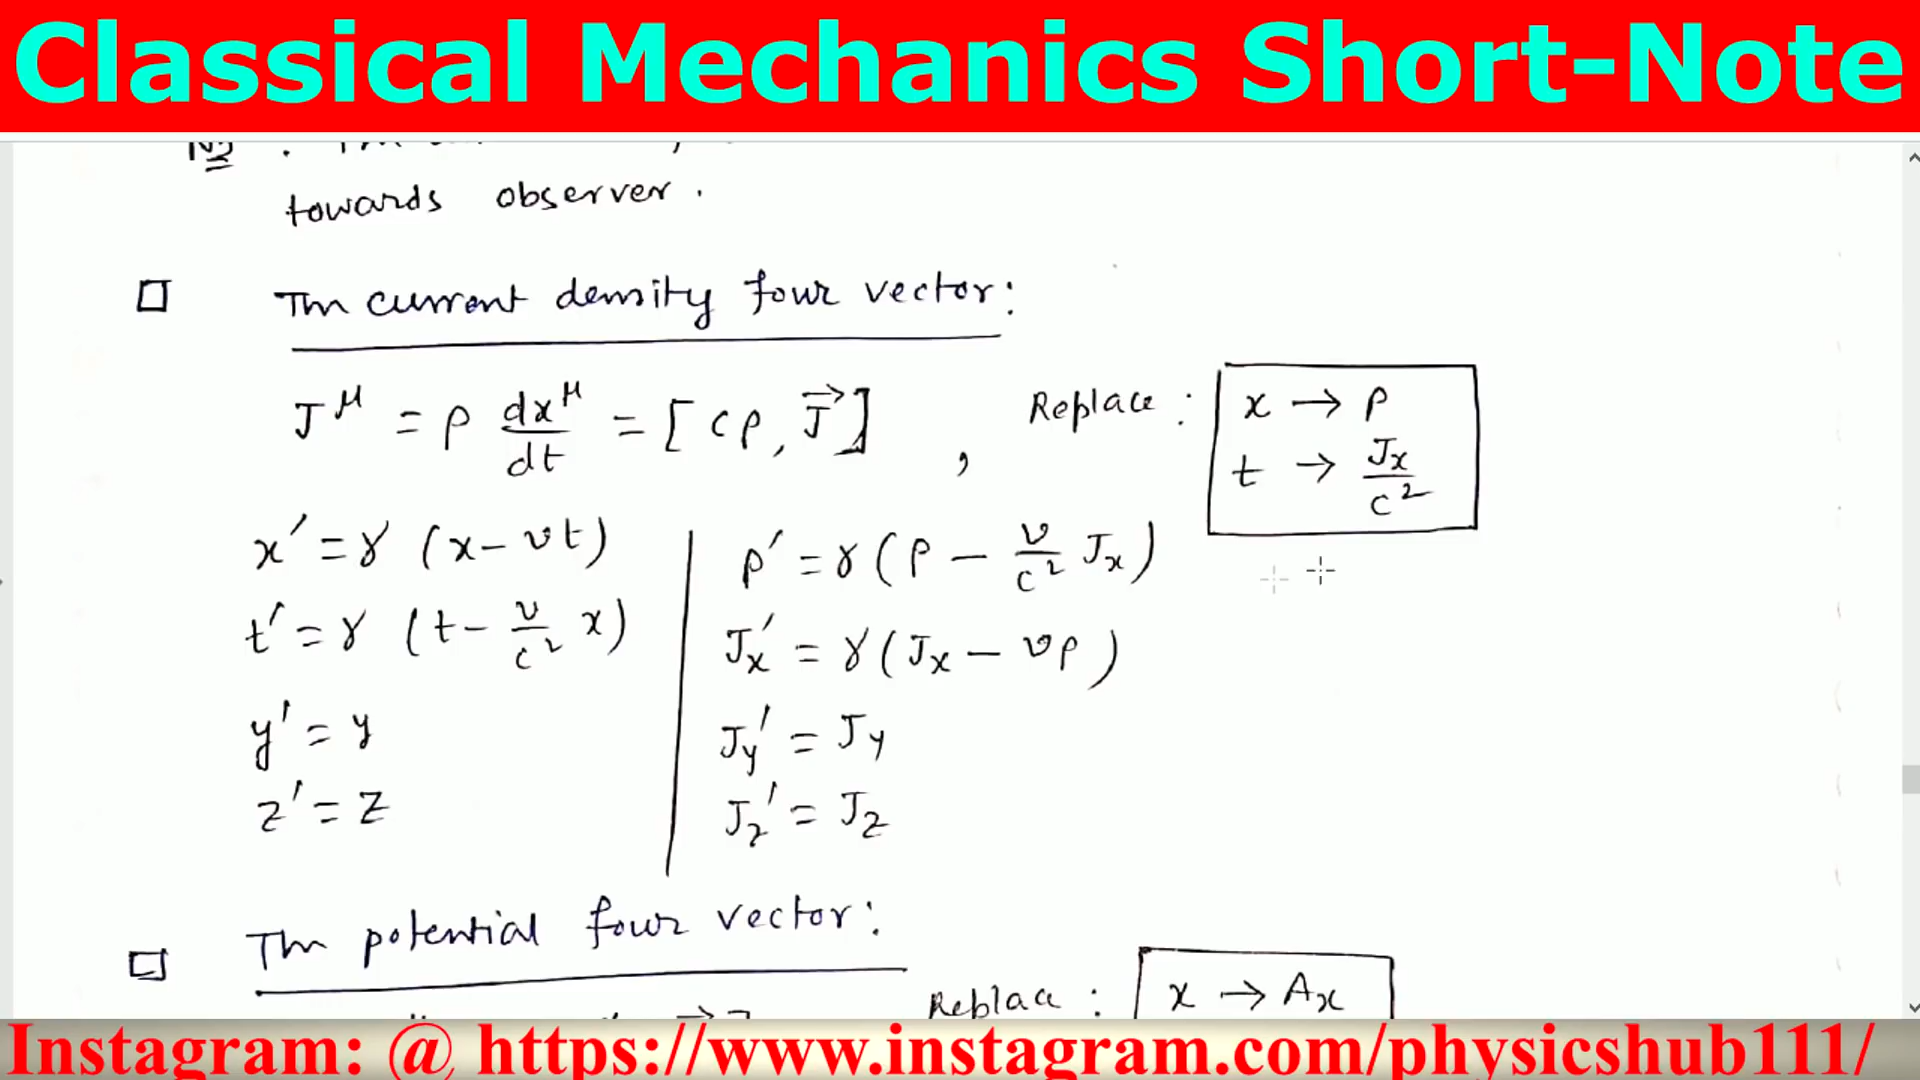 Classical Mechanics Short-Note
towards observer.
The current density four vector:
J^μ = ρ dx^μ/dt = [cρ, J⃗] , Replace: x → ρ
t → Jx/c²
x' = γ (x - vt)
t' = γ (t - v/c² x)
y' = y
z' = z
ρ' = γ (ρ - v/c² Jx)
Jx' = γ (Jx - vρ)
Jy' = Jy
Jz' = Jz
The potential four vector:
Replace: x → Ax
Instagram: @ https://www.instagram.com/physicshub111/